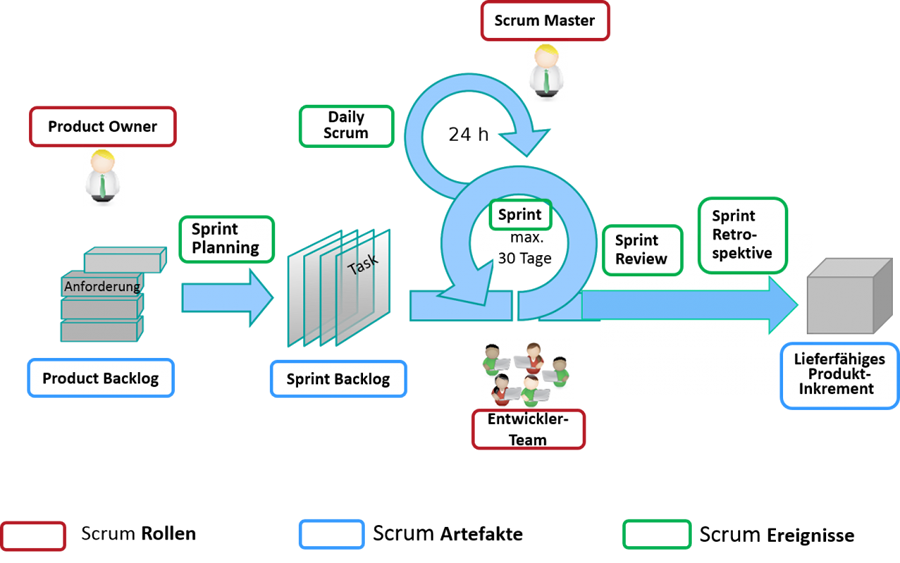 Scrum Master
Product Owner
Daily
Scrum
24 h
Sprint
Planning
Sprint
max.
30 Tage
Sprint
Review
Sprint
Retro-
spektive
Anforderung
Task
Product Backlog
Sprint Backlog
Entwickler-
Team
Lieferfähiges
Produkt-
Inkrement
Scrum Rollen
Scrum Artefakte
Scrum Ereignisse